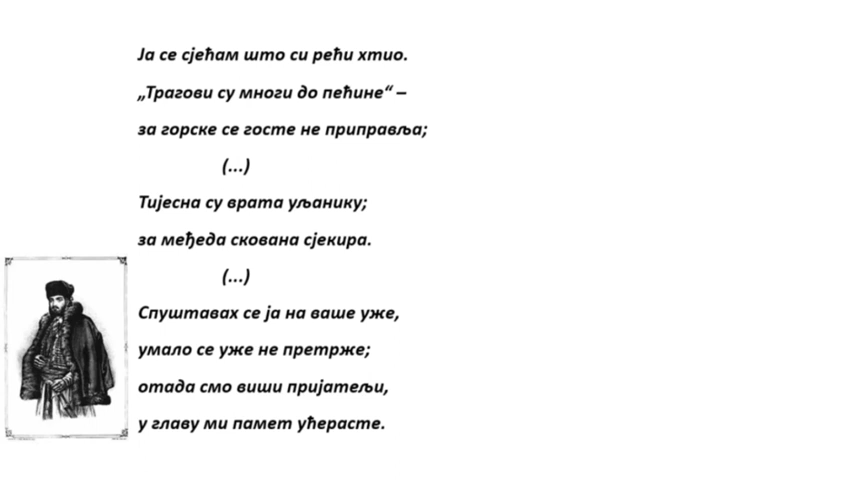 Ја се сјећам што си рећи хтио.
„Трагови су многи до пећине“ –
за горске се госте не приправља;
(...)
Тијесна су врата уљанику;
за међеда скована сјекира.
(...)
Спуштавах се ја на ваше уже,
умало се уже не претрже;
отада смо виши пријатељи,
у главу ми памет ућерасте.